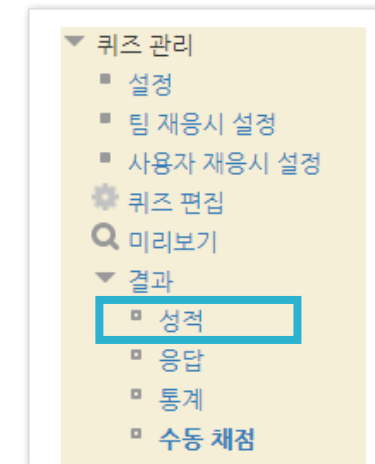 퀴즈 관리
설정
팀 재응시 설정
사용자 재응시 설정
퀴즈 편집
미리보기
결과
성적
응답
통계
수동 채점